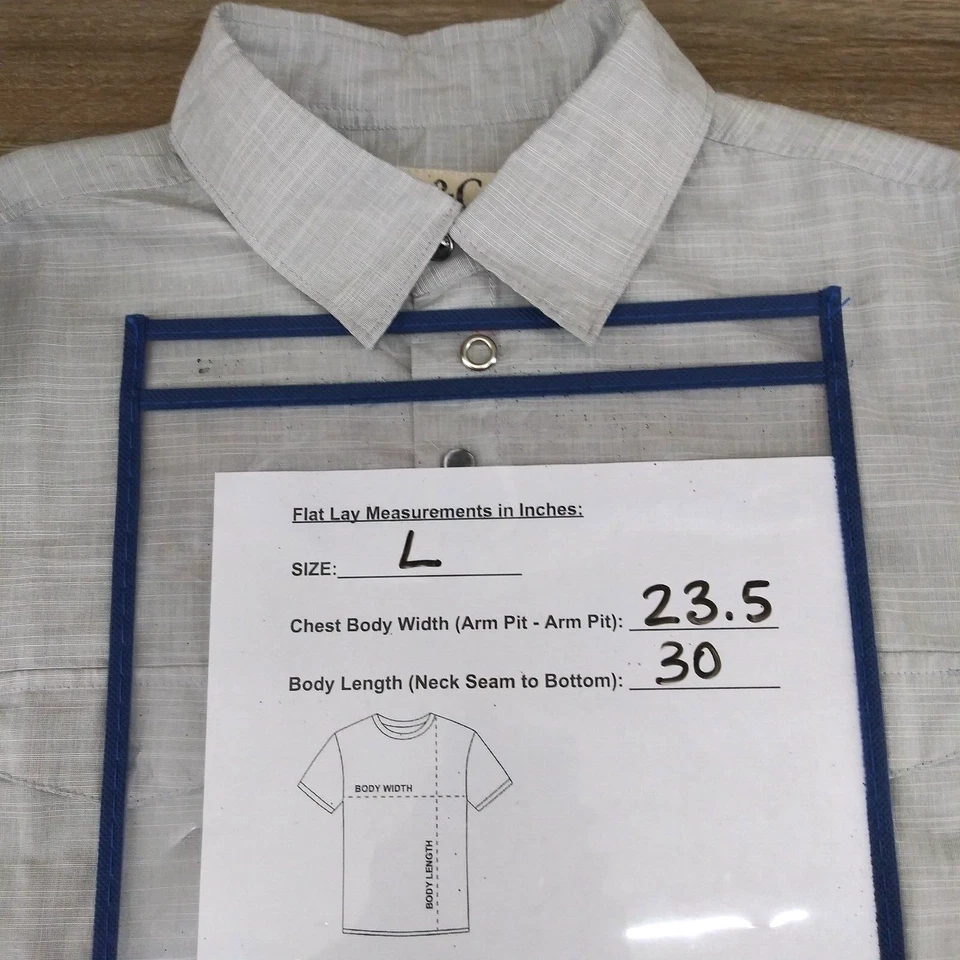 &C
Flat Lay Measurements in Inches:
SIZE: L
Chest Body Width (Arm Pit - Arm Pit): 23.5
Body Length (Neck Seam to Bottom): 30
BODY WIDTH
BODY LENGTH